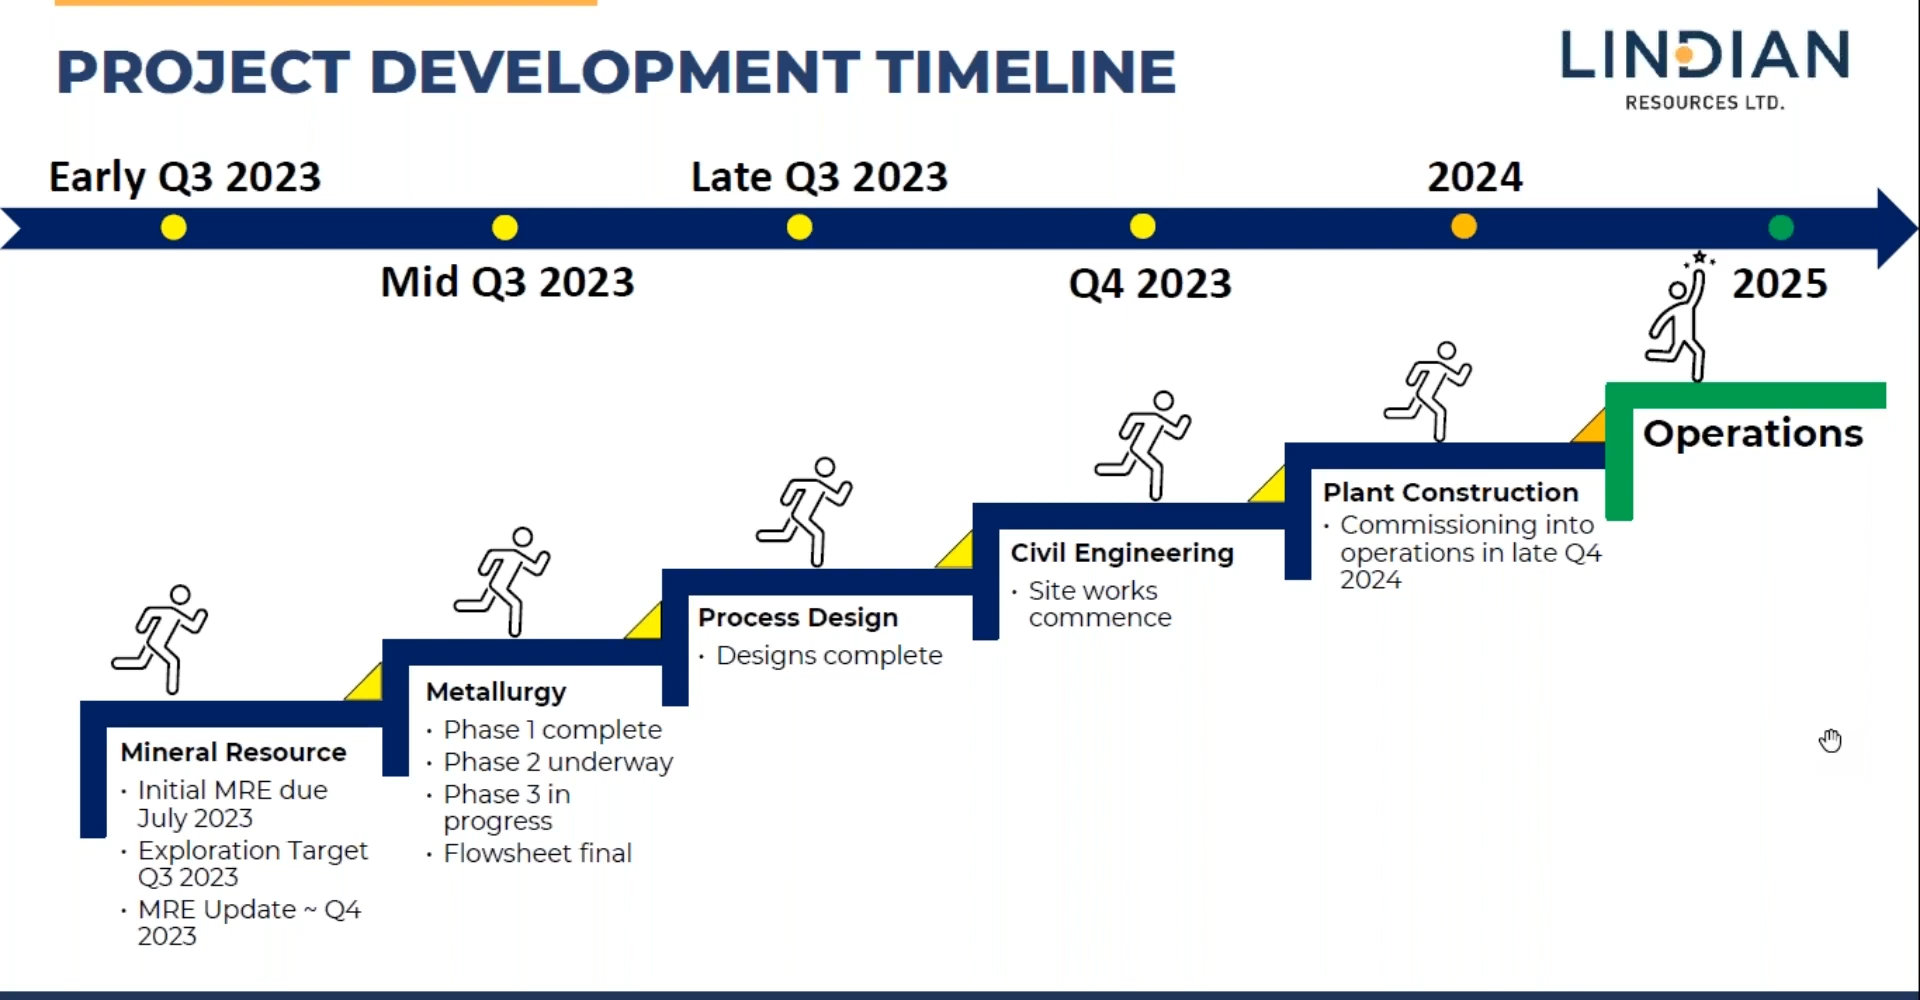 PROJECT DEVELOPMENT TIMELINE
LINDIAN
RESOURCES LTD.
Early Q3 2023
Late Q3 2023
2024
Mid Q3 2023
Q4 2023
2025
Mineral Resource
• Initial MRE due
July 2023
• Exploration Target
Q3 2023
• MRE Update ~ Q4
2023
Metallurgy
• Phase 1 complete
• Phase 2 underway
• Phase 3 in
progress
• Flowsheet final
Process Design
• Designs complete
Civil Engineering
• Site works
commence
Plant Construction
• Commissioning into
operations in late Q4
2024
Operations